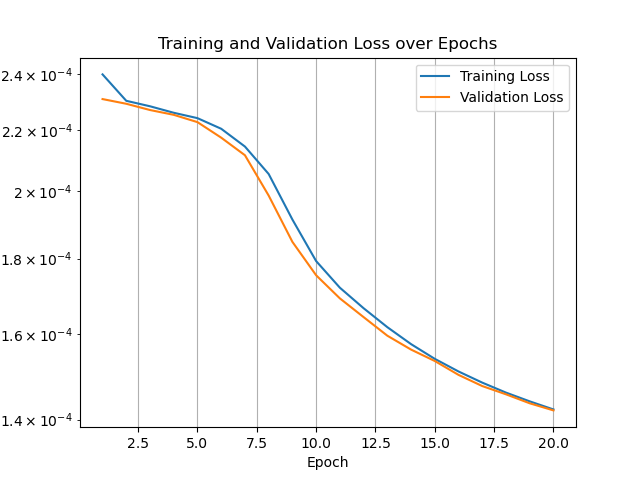 Training and Validation Loss over Epochs
2.4 × 10⁻⁴
2.2 × 10⁻⁴
2 × 10⁻⁴
1.8 × 10⁻⁴
1.6 × 10⁻⁴
1.4 × 10⁻⁴
Training Loss
Validation Loss
2.5 5.0 7.5 10.0 12.5 15.0 17.5 20.0
Epoch